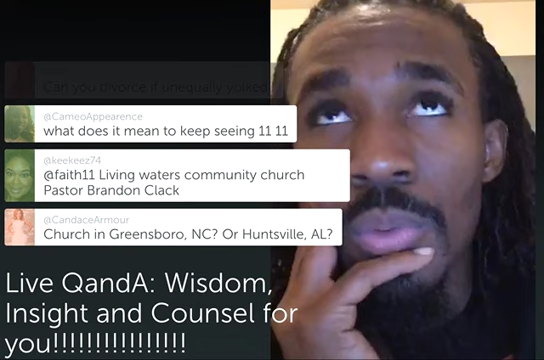 Can you divorce if unequally yoked
@CameoAppearence
what does it mean to keep seeing 11 11
@keekeez74
@faith11 Living waters community church
Pastor Brandon Clack
@CandaceArmour
Church in Greensboro, NC? Or Huntsville, AL?
Live QandA: Wisdom,
Insight and Counsel for
you!!!!!!!!!!!!!!!!!